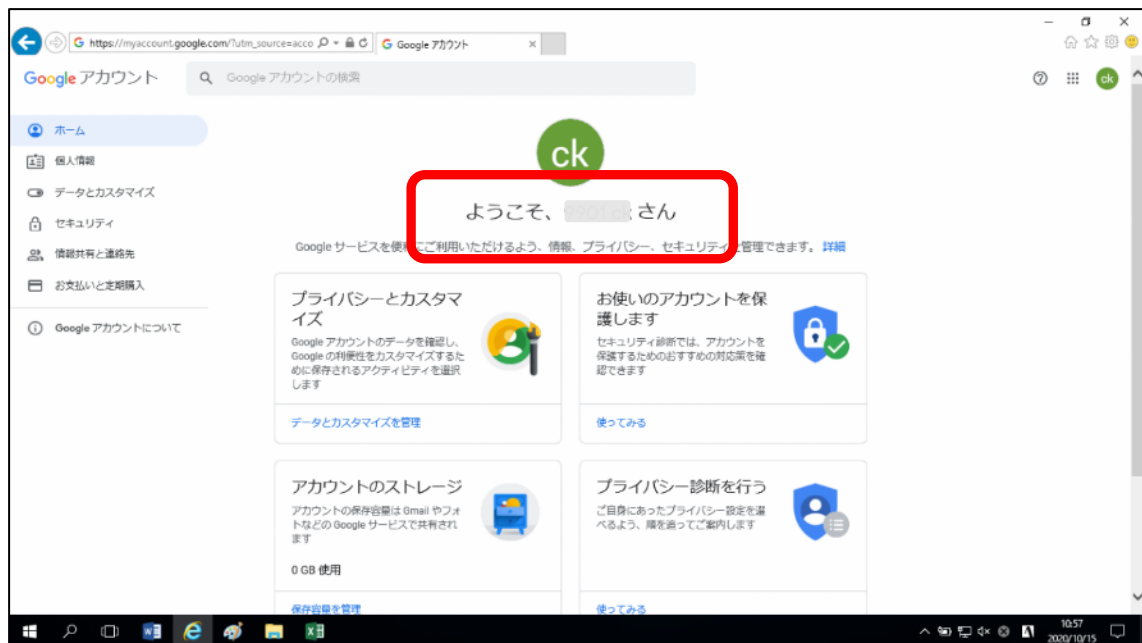 https://myaccount.google.com/?utm_source=acco
Google アカウント
Google アカウント
Google アカウントの検索
ck
ホーム
個人情報
データとカスタマイズ
セキュリティ
情報共有と連絡先
お支払いと定期購入
Google アカウントについて
ck
ようこそ、 さん
Google サービスを便利にご利用いただけるよう、情報、プライバシー、セキュリティを管理できます。 詳細
プライバシーとカスタマ
イズ
Google アカウントのデータを確認し、
Google の利便性をカスタマイズするた
めに保存されるアクティビティを選択
します
データとカスタマイズを管理
お使いのアカウントを保
護します
セキュリティ診断では、アカウントを
保護するためのおすすめの対応策を確
認できます
使ってみる
アカウントのストレージ
アカウントの保存容量は Gmail やフォ
トなどの Google サービスで共有され
ます
0 GB 使用
保存容量を管理
プライバシー診断を行う
ご自身にあったプライバシー設定を選
べるよう、順を追ってご案内します
使ってみる
A
10:57
2020/10/15